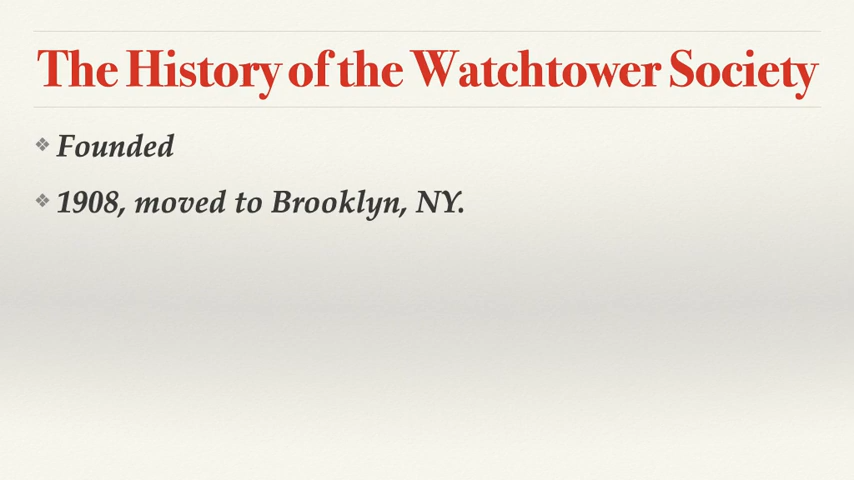 The History of the Watchtower Society
Founded
1908, moved to Brooklyn, NY.